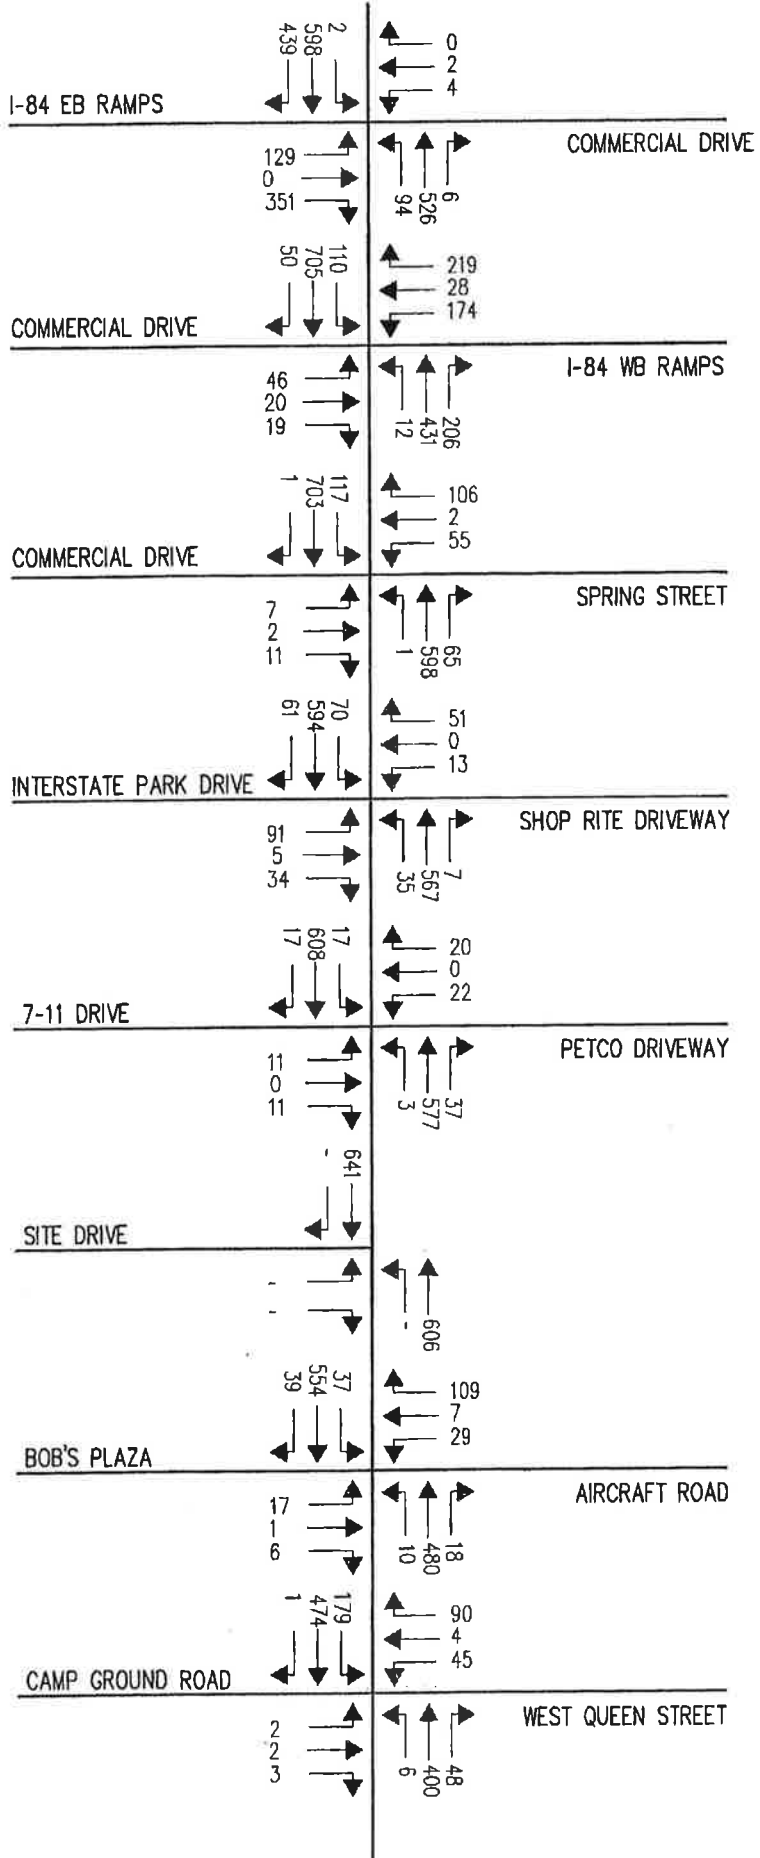 439 598 2
0
2
4
I-84 EB RAMPS
COMMERCIAL DRIVE
129
0
351
94 526 6
50 705 110
219
28
174
COMMERCIAL DRIVE
I-84 WB RAMPS
46
20
19
12 431 206
1 703 117
106
2
55
COMMERCIAL DRIVE
SPRING STREET
7
2
11
1 598 65
61 594 70
51
0
13
INTERSTATE PARK DRIVE
SHOP RITE DRIVEWAY
91
5
34
35 567 7
17 608 17
20
0
22
7-11 DRIVE
PETCO DRIVEWAY
11
0
11
3 577 37
- 641
SITE DRIVE
-
-
- 606
39 554 37
109
7
29
BOB'S PLAZA
AIRCRAFT ROAD
17
1
6
10 480 18
1 474 179
90
4
45
CAMP GROUND ROAD
WEST QUEEN STREET
2
2
3
6 400 48